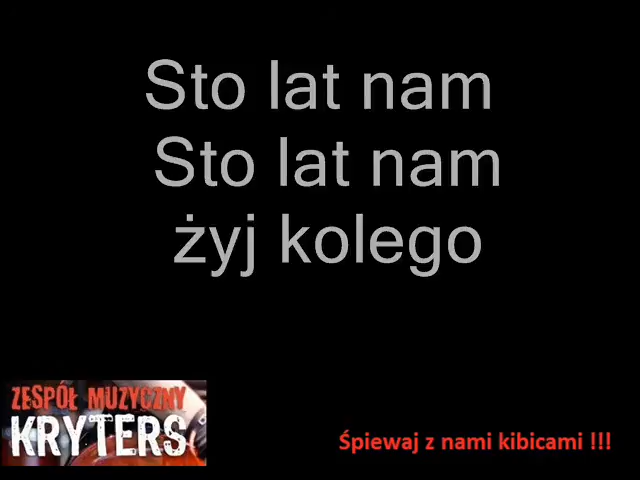 Sto lat nam
Sto lat nam
żyj kolego
ZESPÓŁ MUZYCZNY
KRYTERS
Śpiewaj z nami kibicami !!!